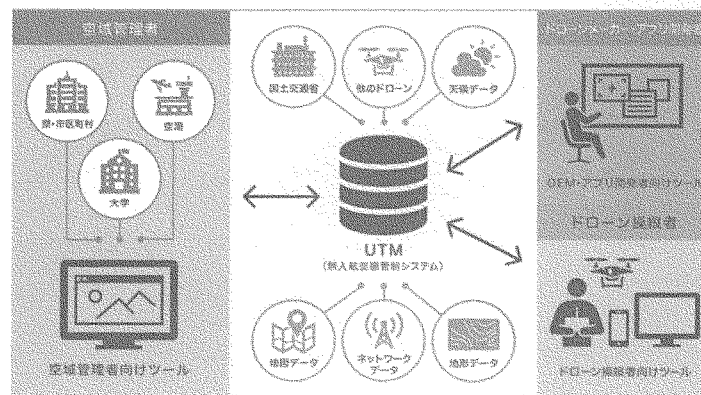 空域管理者
県・市区町村
空港
大学
空域管理者向けツール
国土交通省
他のドローン
天候データ
UTM
(無人航空機管制システム)
地図データ
ネットワーク
データ
地形データ
OEM・アプリ開発者向けツール
ドローン操縦者
ドローン操縦者向けツール